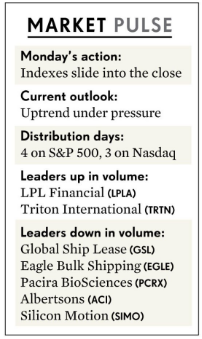 MARKET PULSE
Monday's action:
Indexes slide into the close
Current outlook:
Uptrend under pressure
Distribution days:
4 on S&P 500, 3 on Nasdaq
Leaders up in volume:
LPL Financial (LPLA)
Triton International (TRTN)
Leaders down in volume:
Global Ship Lease (GSL)
Eagle Bulk Shipping (EGLE)
Pacira BioSciences (PCRX)
Albertsons (ACI)
Silicon Motion (SIMO)